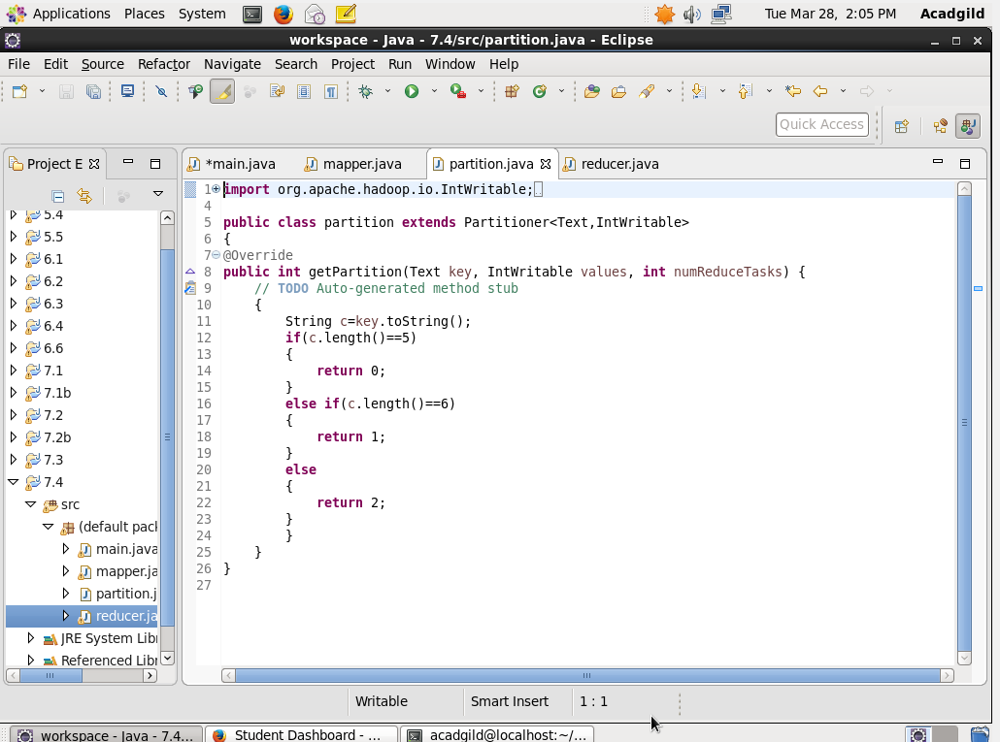 Applications Places System Tue Mar 28, 2:05 PM Acadgild
workspace - Java - 7.4/src/partition.java - Eclipse
File Edit Source Refactor Navigate Search Project Run Window Help
Quick Access
Project E
*main.java mapper.java partition.java reducer.java
5.4
5.5
6.1
6.2
6.3
6.4
6.6
7.1
7.1b
7.2
7.2b
7.3
7.4
src
(default pack
main.java
mapper.ja
partition.j
reducer.ja
JRE System Libr
Referenced Libr
1 import org.apache.hadoop.io.IntWritable;
4
5 public class partition extends Partitioner<Text,IntWritable>
6 {
7 @Override
8 public int getPartition(Text key, IntWritable values, int numReduceTasks) {
9 // TODO Auto-generated method stub
10 {
11 String c=key.toString();
12 if(c.length()==5)
13 {
14 return 0;
15 }
16 else if(c.length()==6)
17 {
18 return 1;
19 }
20 else
21 {
22 return 2;
23 }
24 }
25 }
26 }
27
Writable Smart Insert 1 : 1
workspace - Java - 7.4... Student Dashboard - ... acadgild@localhost:~/...